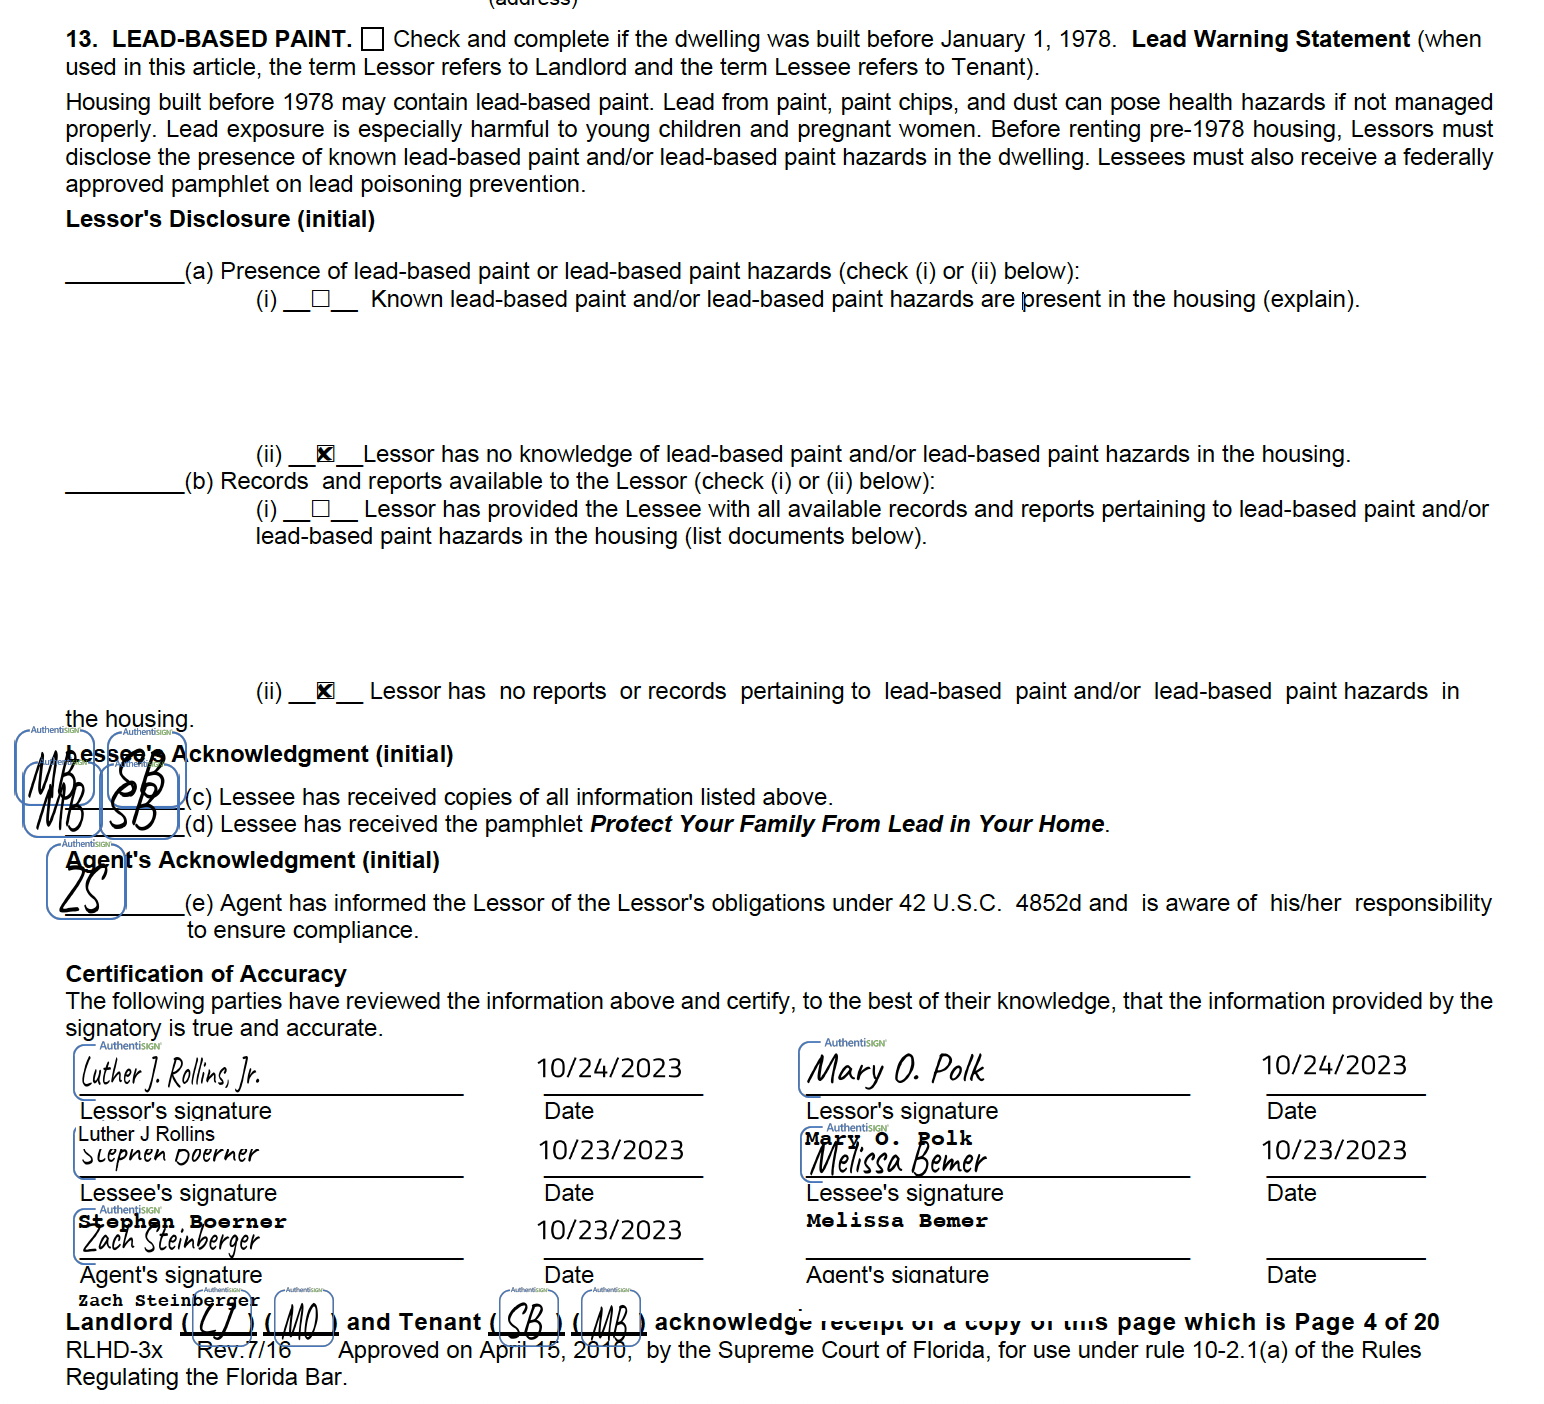 (address)
13. LEAD-BASED PAINT. ☐ Check and complete if the dwelling was built before January 1, 1978. Lead Warning Statement (when
used in this article, the term Lessor refers to Landlord and the term Lessee refers to Tenant).
Housing built before 1978 may contain lead-based paint. Lead from paint, paint chips, and dust can pose health hazards if not managed
properly. Lead exposure is especially harmful to young children and pregnant women. Before renting pre-1978 housing, Lessors must
disclose the presence of known lead-based paint and/or lead-based paint hazards in the dwelling. Lessees must also receive a federally
approved pamphlet on lead poisoning prevention.
Lessor's Disclosure (initial)
__________(a) Presence of lead-based paint or lead-based paint hazards (check (i) or (ii) below):
(i) __☐__ Known lead-based paint and/or lead-based paint hazards are present in the housing (explain).
(ii) __☒__Lessor has no knowledge of lead-based paint and/or lead-based paint hazards in the housing.
__________(b) Records and reports available to the Lessor (check (i) or (ii) below):
(i) __☐__ Lessor has provided the Lessee with all available records and reports pertaining to lead-based paint and/or
lead-based paint hazards in the housing (list documents below).
(ii) __☒__ Lessor has no reports or records pertaining to lead-based paint and/or lead-based paint hazards in
the housing.
AuthentiSIGN AuthentiSIGN
Lessee's Acknowledgment (initial)
MB SB
AuthentiSIGN AuthentiSIGN
MB SB (c) Lessee has received copies of all information listed above.
(d) Lessee has received the pamphlet Protect Your Family From Lead in Your Home.
AuthentiSIGN
Agent's Acknowledgment (initial)
ZS (e) Agent has informed the Lessor of the Lessor's obligations under 42 U.S.C. 4852d and is aware of his/her responsibility
to ensure compliance.
Certification of Accuracy
The following parties have reviewed the information above and certify, to the best of their knowledge, that the information provided by the
signatory is true and accurate.
AuthentiSIGN AuthentiSIGN
Luther J. Rollins, Jr. 10/24/2023 Mary O. Polk 10/24/2023
Lessor's signature Date Lessor's signature Date
Luther J Rollins AuthentiSIGN
Mary O. Polk
Stephen Boerner 10/23/2023 Melissa Bemer 10/23/2023
Lessee's signature Date Lessee's signature Date
AuthentiSIGN
Stephen Boerner Melissa Bemer
Zach Steinberger 10/23/2023
Agent's signature Date Agent's signature Date
AuthentiSIGN AuthentiSIGN AuthentiSIGN AuthentiSIGN
Zach Steinberger
Landlord (LJ) (MO) and Tenant (SB) (MB) acknowledge receipt of a copy of this page which is Page 4 of 20
RLHD-3x Rev.7/16 Approved on April 15, 2010, by the Supreme Court of Florida, for use under rule 10-2.1(a) of the Rules
Regulating the Florida Bar.